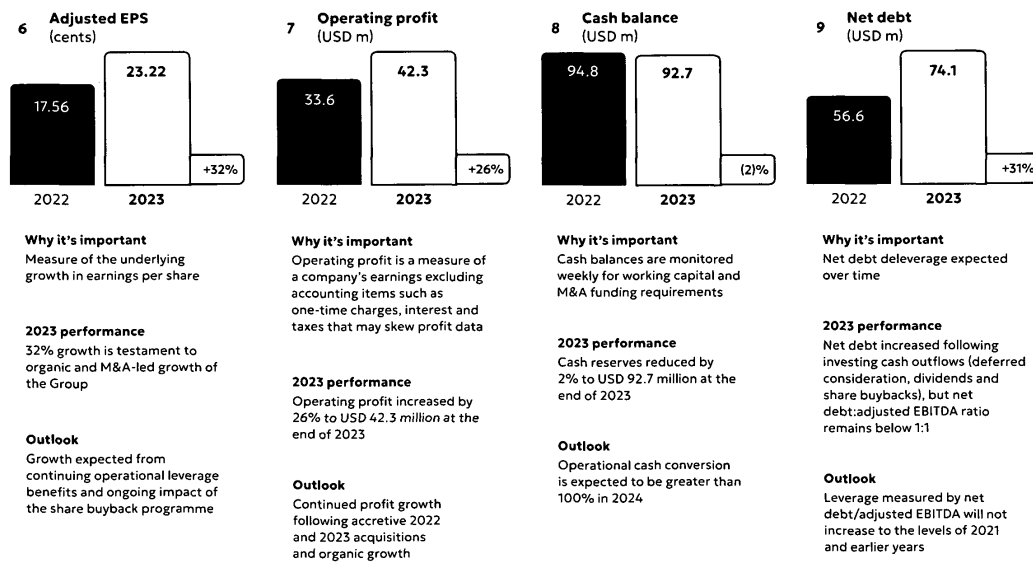 6 Adjusted EPS
(cents)
17.56
23.22
+32%
2022
2023
Why it's important
Measure of the underlying
growth in earnings per share
2023 performance
32% growth is testament to
organic and M&A-led growth of
the Group
Outlook
Growth expected from
continuing operational leverage
benefits and ongoing impact of
the share buyback programme
7 Operating profit
(USD m)
33.6
42.3
+26%
2022
2023
Why it's important
Operating profit is a measure of
a company's earnings excluding
accounting items such as
one-time charges, interest and
taxes that may skew profit data
2023 performance
Operating profit increased by
26% to USD 42.3 million at the
end of 2023
Outlook
Continued profit growth
following accretive 2022
and 2023 acquisitions
and organic growth
8 Cash balance
(USD m)
94.8
92.7
(2)%
2022
2023
Why it's important
Cash balances are monitored
weekly for working capital and
M&A funding requirements
2023 performance
Cash reserves reduced by
2% to USD 92.7 million at the
end of 2023
Outlook
Operational cash conversion
is expected to be greater than
100% in 2024
9 Net debt
(USD m)
56.6
74.1
+31%
2022
2023
Why it's important
Net debt deleverage expected
over time
2023 performance
Net debt increased following
investing cash outflows (deferred
consideration, dividends and
share buybacks), but net
debt:adjusted EBITDA ratio
remains below 1:1
Outlook
Leverage measured by net
debt/adjusted EBITDA will not
increase to the levels of 2021
and earlier years